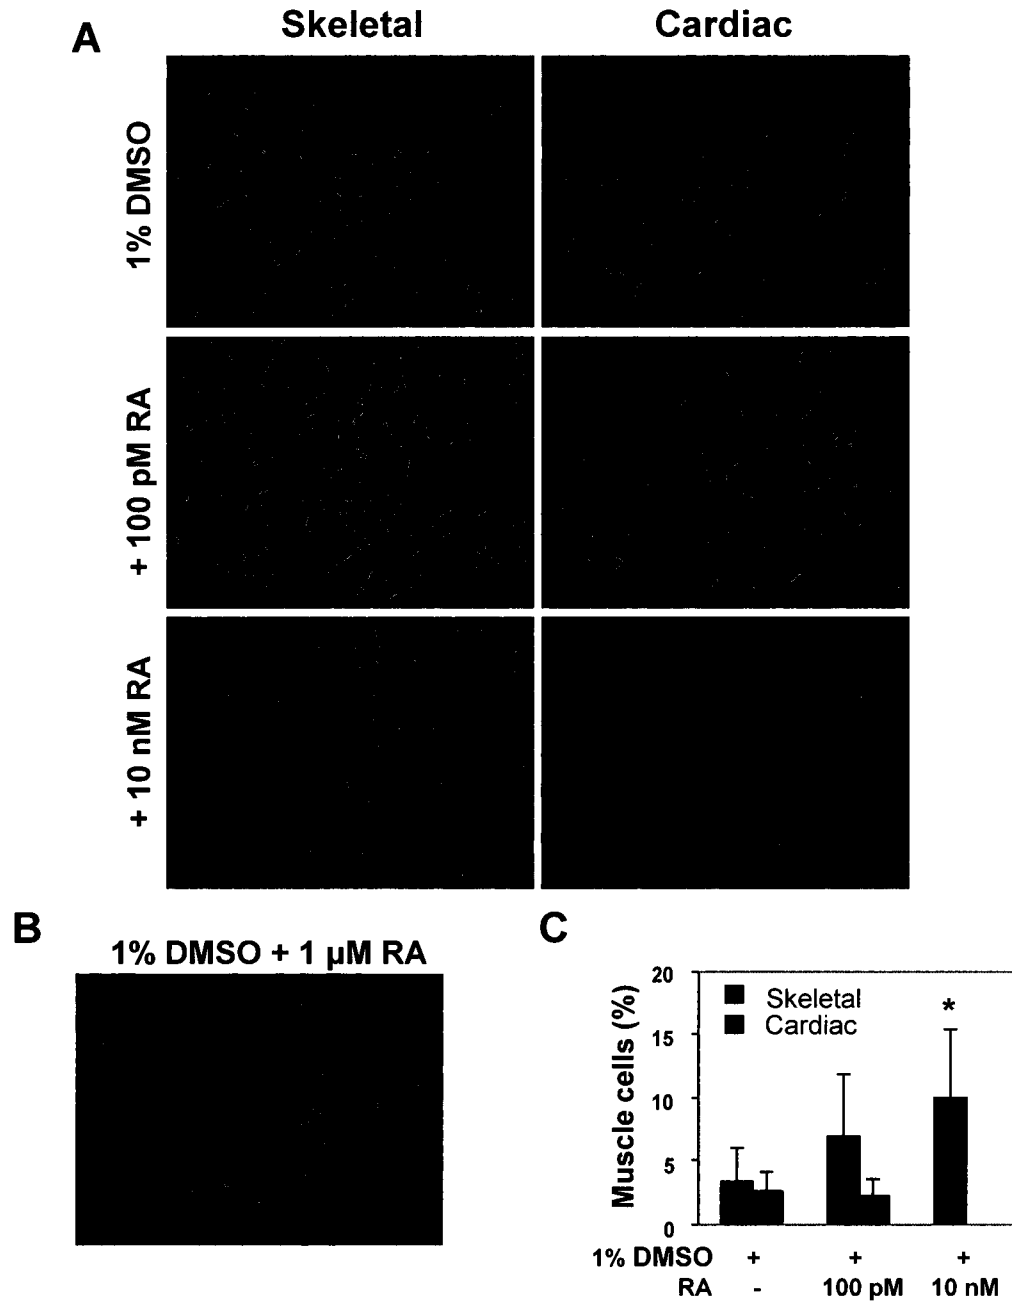 A
Skeletal
Cardiac
1% DMSO
+ 100 pM RA
+ 10 nM RA
B
1% DMSO + 1 µM RA
C
Muscle cells (%)
20
15
10
5
0
Skeletal
Cardiac
*
1% DMSO + + +
RA - 100 pM 10 nM